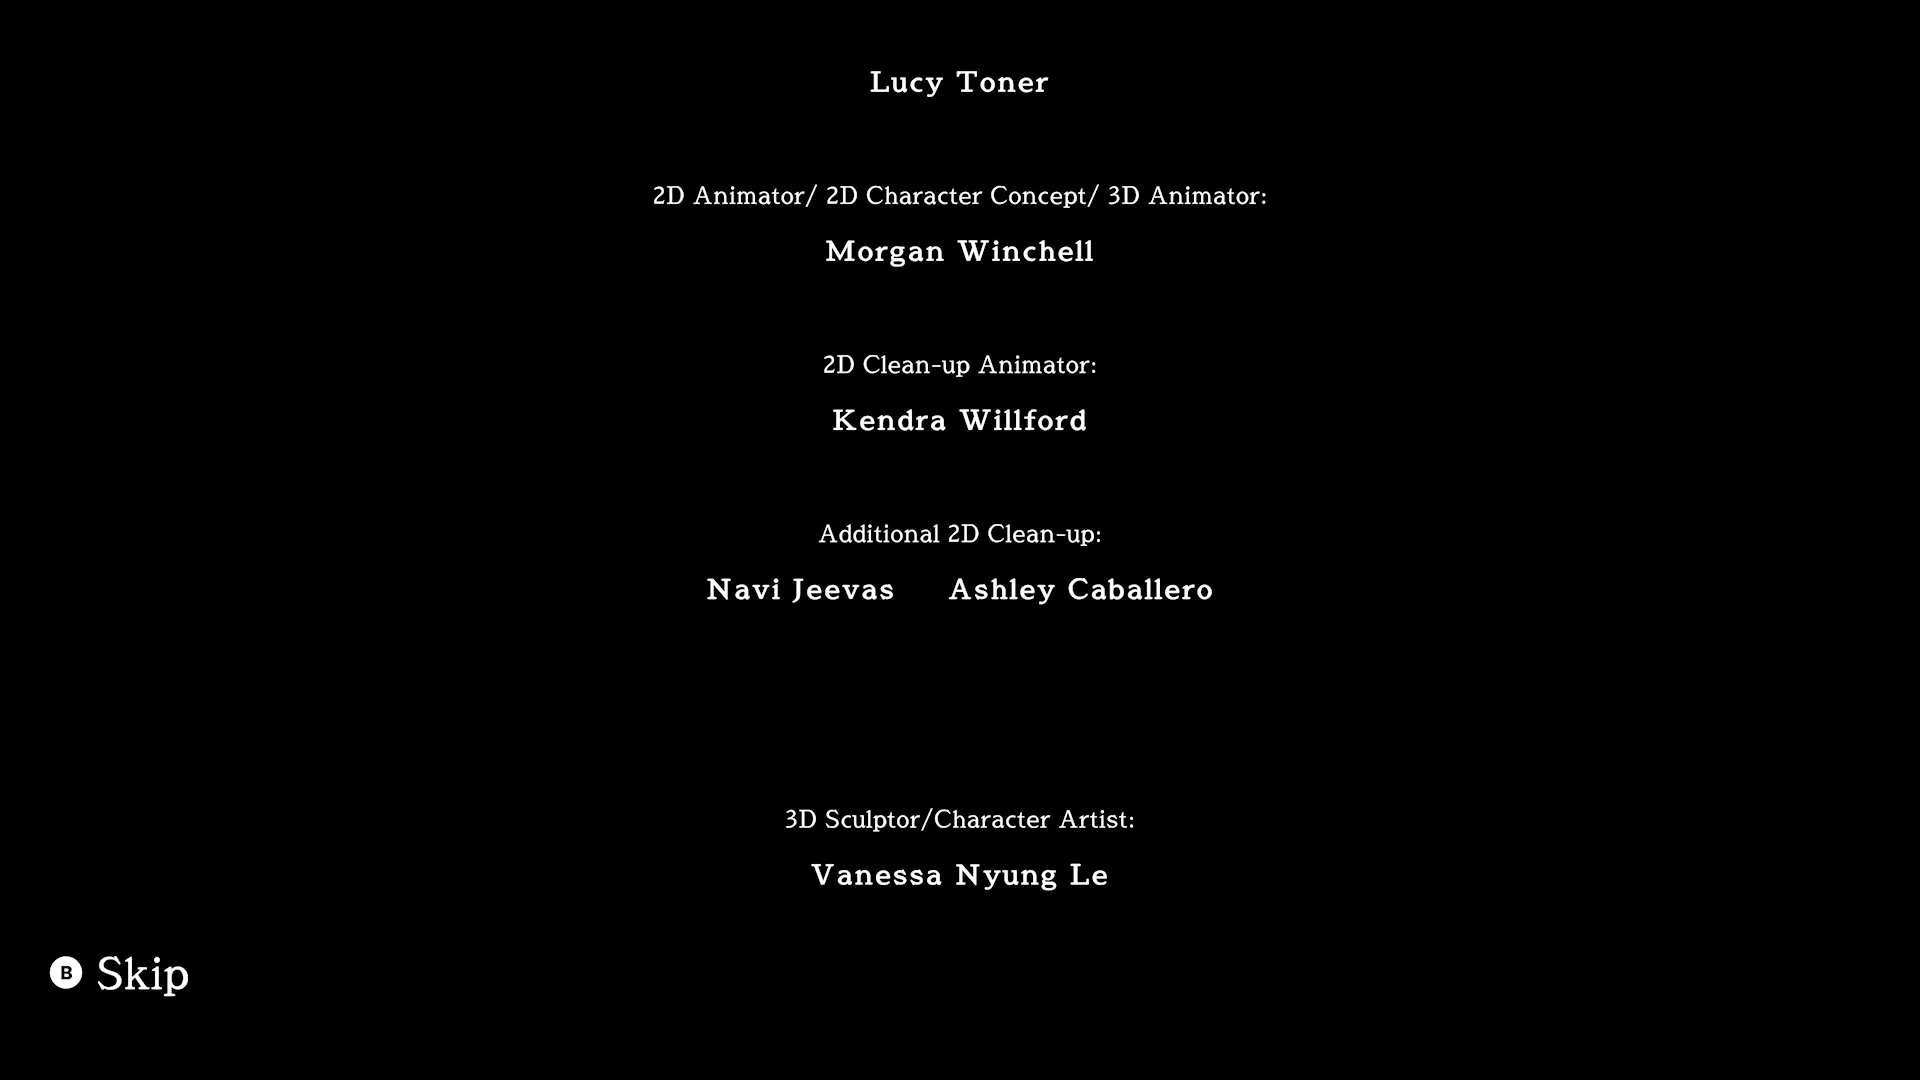 Lucy Toner
2D Animator/ 2D Character Concept/ 3D Animator:
Morgan Winchell
2D Clean-up Animator:
Kendra Willford
Additional 2D Clean-up:
Navi Jeevas Ashley Caballero
3D Sculptor/Character Artist:
Vanessa Nyung Le
B Skip